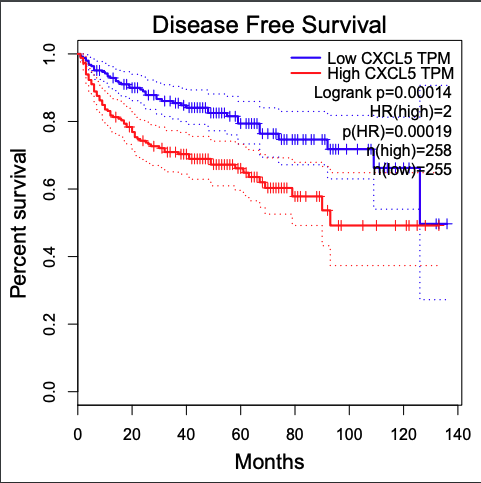 Disease Free Survival
Low CXCL5 TPM
High CXCL5 TPM
Logrank p=0.00014
HR(high)=2
p(HR)=0.00019
n(high)=258
n(low)=255
Percent survival
1.0
0.8
0.6
0.4
0.2
0.0
0 20 40 60 80 100 120 140
Months